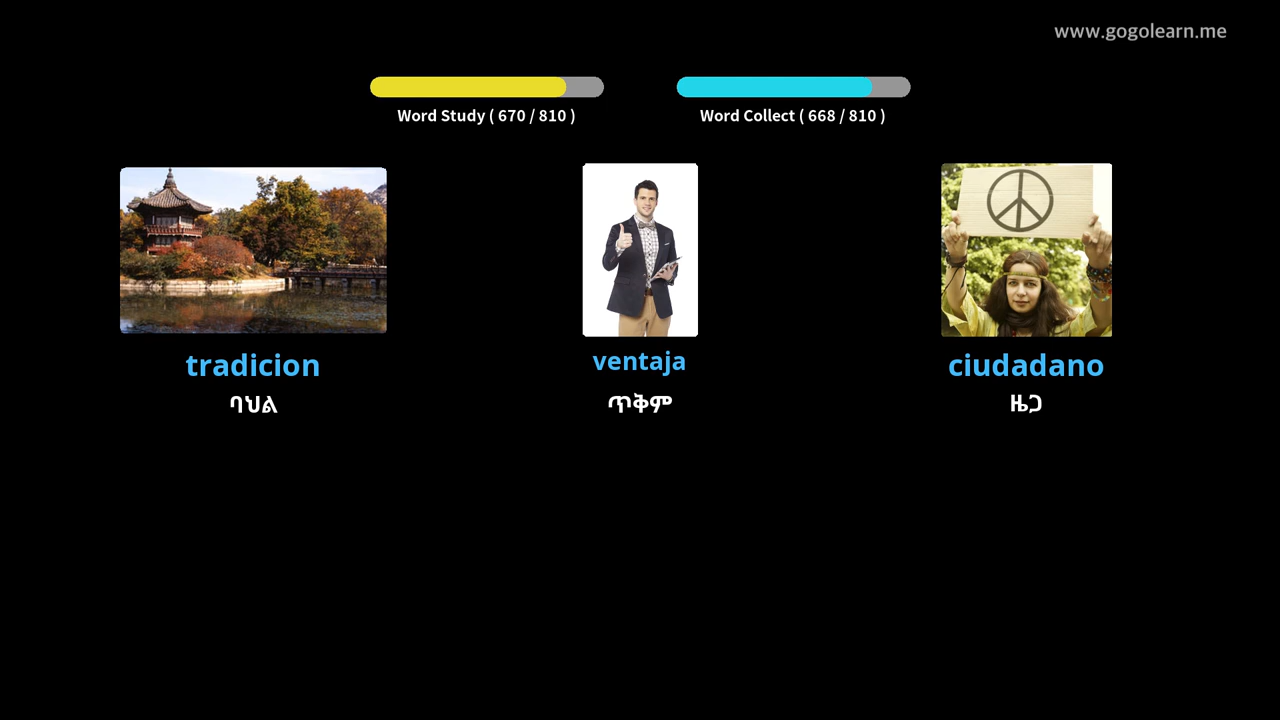 www.gogolearn.me
Word Study ( 670 / 810 )
Word Collect ( 668 / 810 )
tradicion
ventaja
ciudadano
ባህል
ጥቅም
ዜጋ